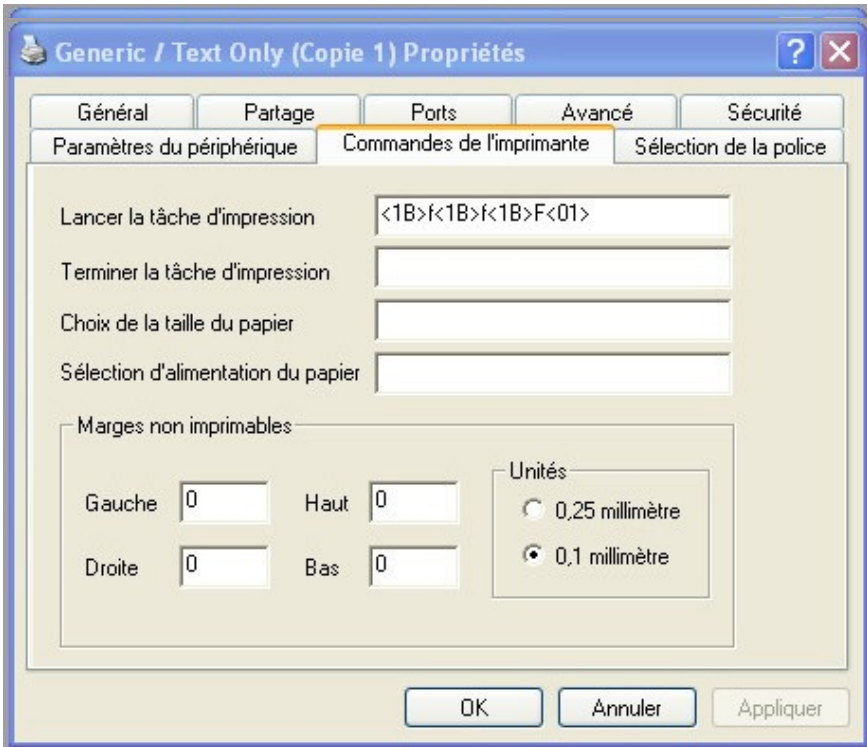 Generic / Text Only (Copie 1) Propriétés
Général Partage Ports Avancé Sécurité
Paramètres du périphérique Commandes de l'imprimante Sélection de la police
Lancer la tâche d'impression <1B>f<1B>f<1B>F<01>
Terminer la tâche d'impression
Choix de la taille du papier
Sélection d'alimentation du papier
Marges non imprimables
Unités
Gauche 0 Haut 0 0,25 millimètre
Droite 0 Bas 0 0,1 millimètre
OK Annuler Appliquer